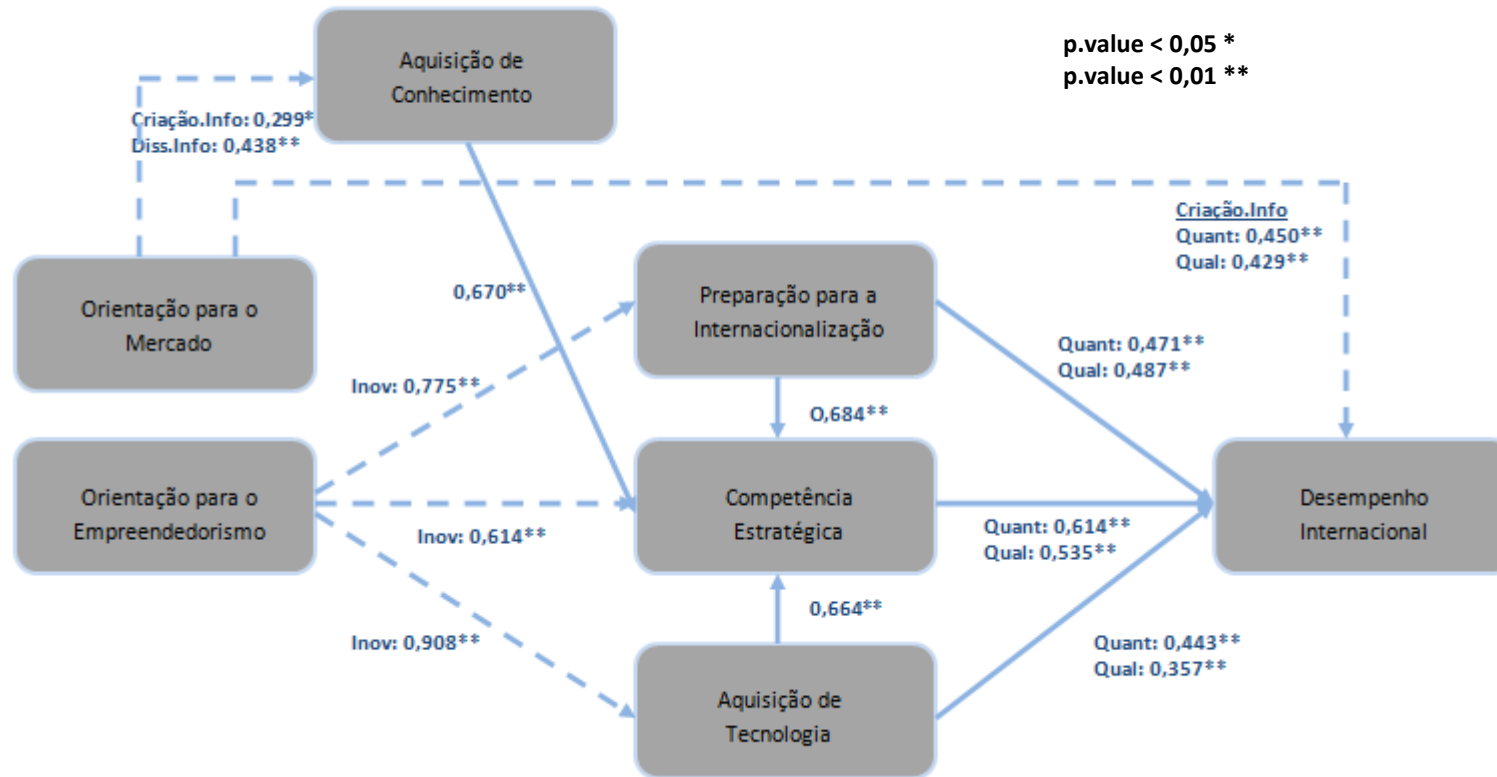 p.value < 0,05 *
p.value < 0,01 **
Aquisição de
Conhecimento
Criação.Info: 0,299*
Diss.Info: 0,438**
Criação.Info
Quant: 0,450**
Qual: 0,429**
Orientação para o
Mercado
0,670**
Preparação para a
Internacionalização
Quant: 0,471**
Qual: 0,487**
Inov: 0,775**
O,684**
Orientação para o
Empreendedorismo
Inov: 0,614**
Competência
Estratégica
Quant: 0,614**
Qual: 0,535**
Desempenho
Internacional
0,664**
Inov: 0,908**
Quant: 0,443**
Qual: 0,357**
Aquisição de
Tecnologia